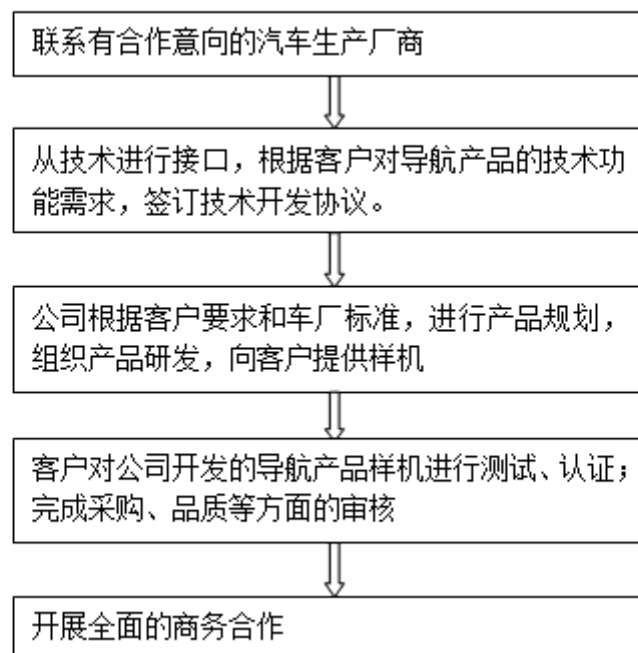 联系有合作意向的汽车生产厂商
从技术进行接口，根据客户对导航产品的技术功
能需求，签订技术开发协议。
公司根据客户要求和车厂标准，进行产品规划，
组织产品研发，向客户提供样机
客户对公司开发的导航产品样机进行测试、认证；
完成采购、品质等方面的审核
开展全面的商务合作